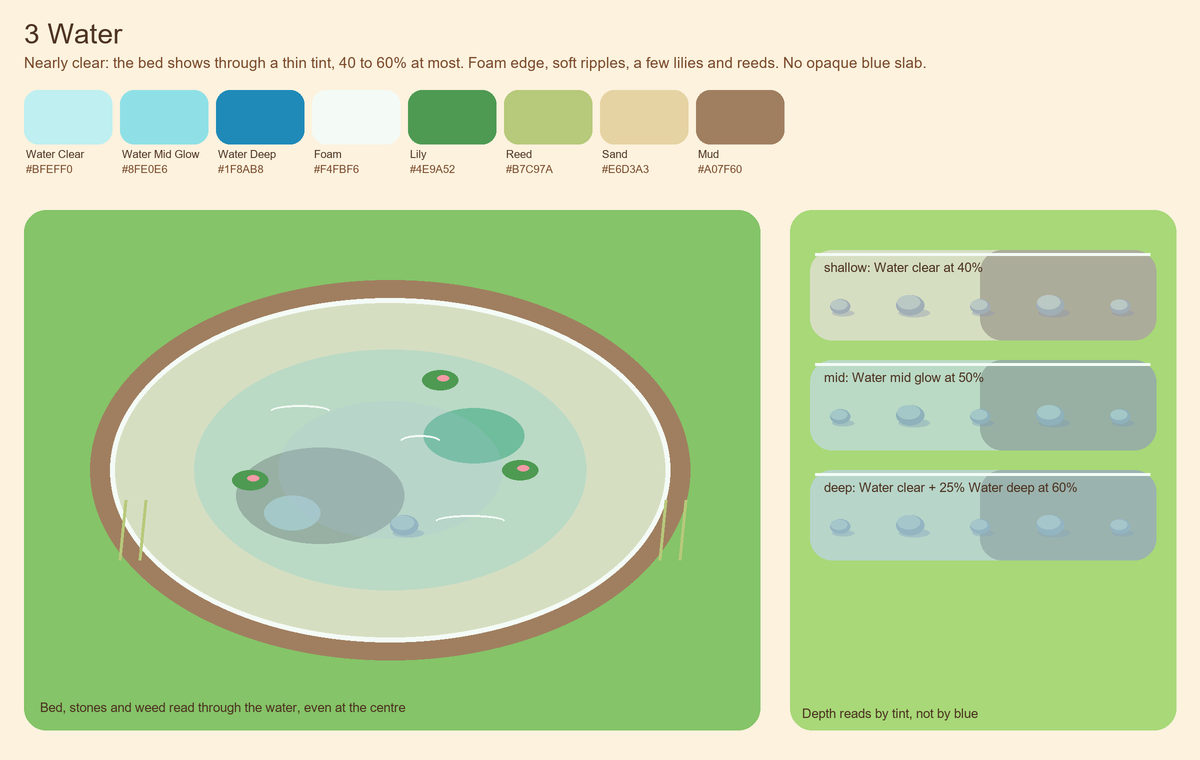 3 Water
Nearly clear: the bed shows through a thin tint, 40 to 60% at most. Foam edge, soft ripples, a few lilies and reeds. No opaque blue slab.
Water Clear
#BFEFF0
Water Mid Glow
#8FE0E6
Water Deep
#1F8AB8
Foam
#F4FBF6
Lily
#4E9A52
Reed
#B7C97A
Sand
#E6D3A3
Mud
#A07F60
Bed, stones and weed read through the water, even at the centre
shallow: Water clear at 40%
mid: Water mid glow at 50%
deep: Water clear + 25% Water deep at 60%
Depth reads by tint, not by blue